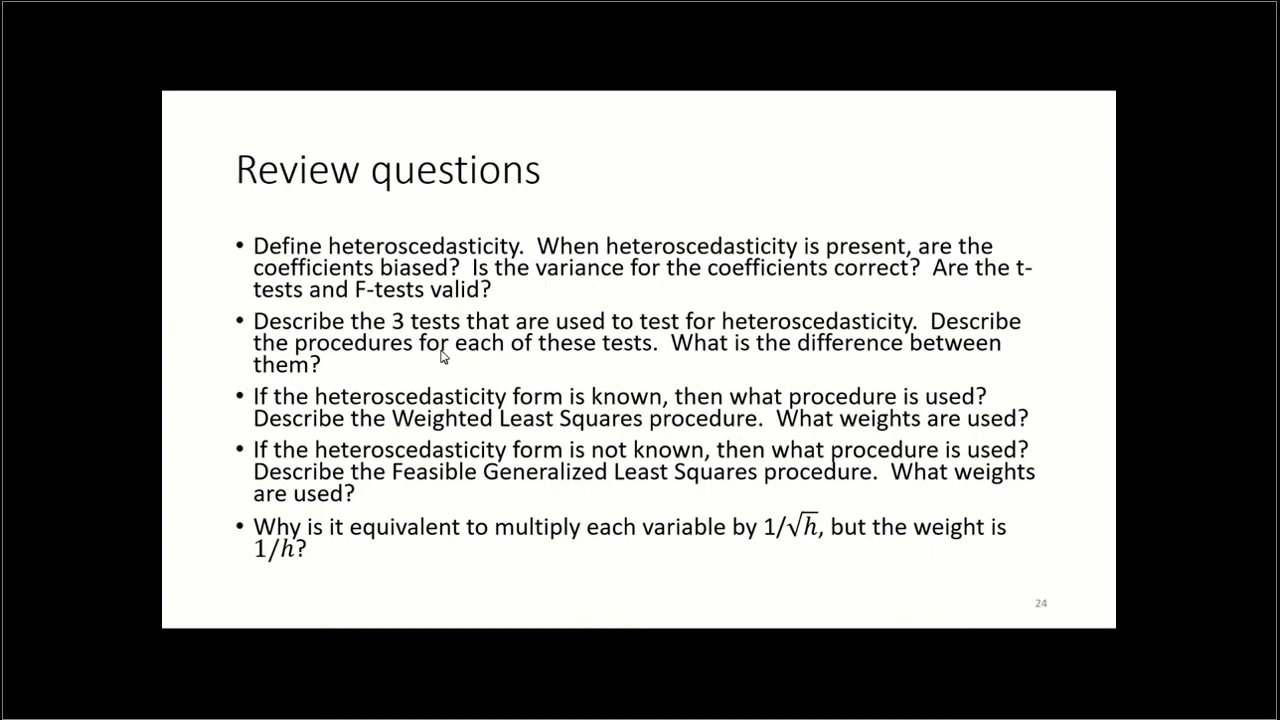 Review questions
• Define heteroscedasticity.  When heteroscedasticity is present, are the
coefficients biased?  Is the variance for the coefficients correct?  Are the t-
tests and F-tests valid?
• Describe the 3 tests that are used to test for heteroscedasticity.  Describe
the procedures for each of these tests.  What is the difference between
them?
• If the heteroscedasticity form is known, then what procedure is used?
Describe the Weighted Least Squares procedure.  What weights are used?
• If the heteroscedasticity form is not known, then what procedure is used?
Describe the Feasible Generalized Least Squares procedure.  What weights
are used?
• Why is it equivalent to multiply each variable by 1/√h, but the weight is
1/h?
24